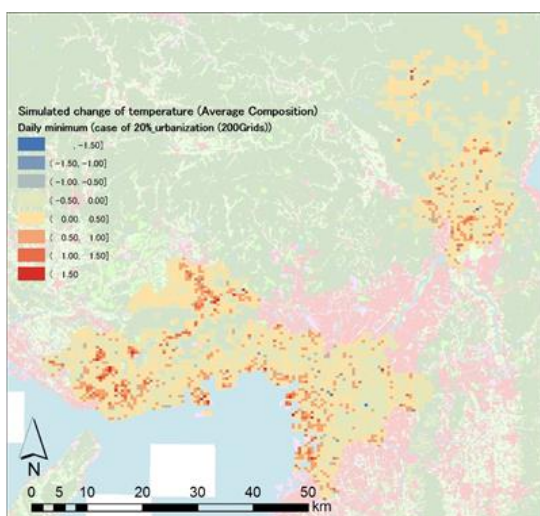 Simulated change of temperature (Average Composition)
Daily minimum (case of 20%_urbanization (200Grids))
( , -1.50]
(-1.50, -1.00]
(-1.00, -0.50]
(-0.50, 0.00]
( 0.00, 0.50]
( 0.50, 1.00]
( 1.00, 1.50]
( 1.50
N
0 5 10 20 30 40 50
km